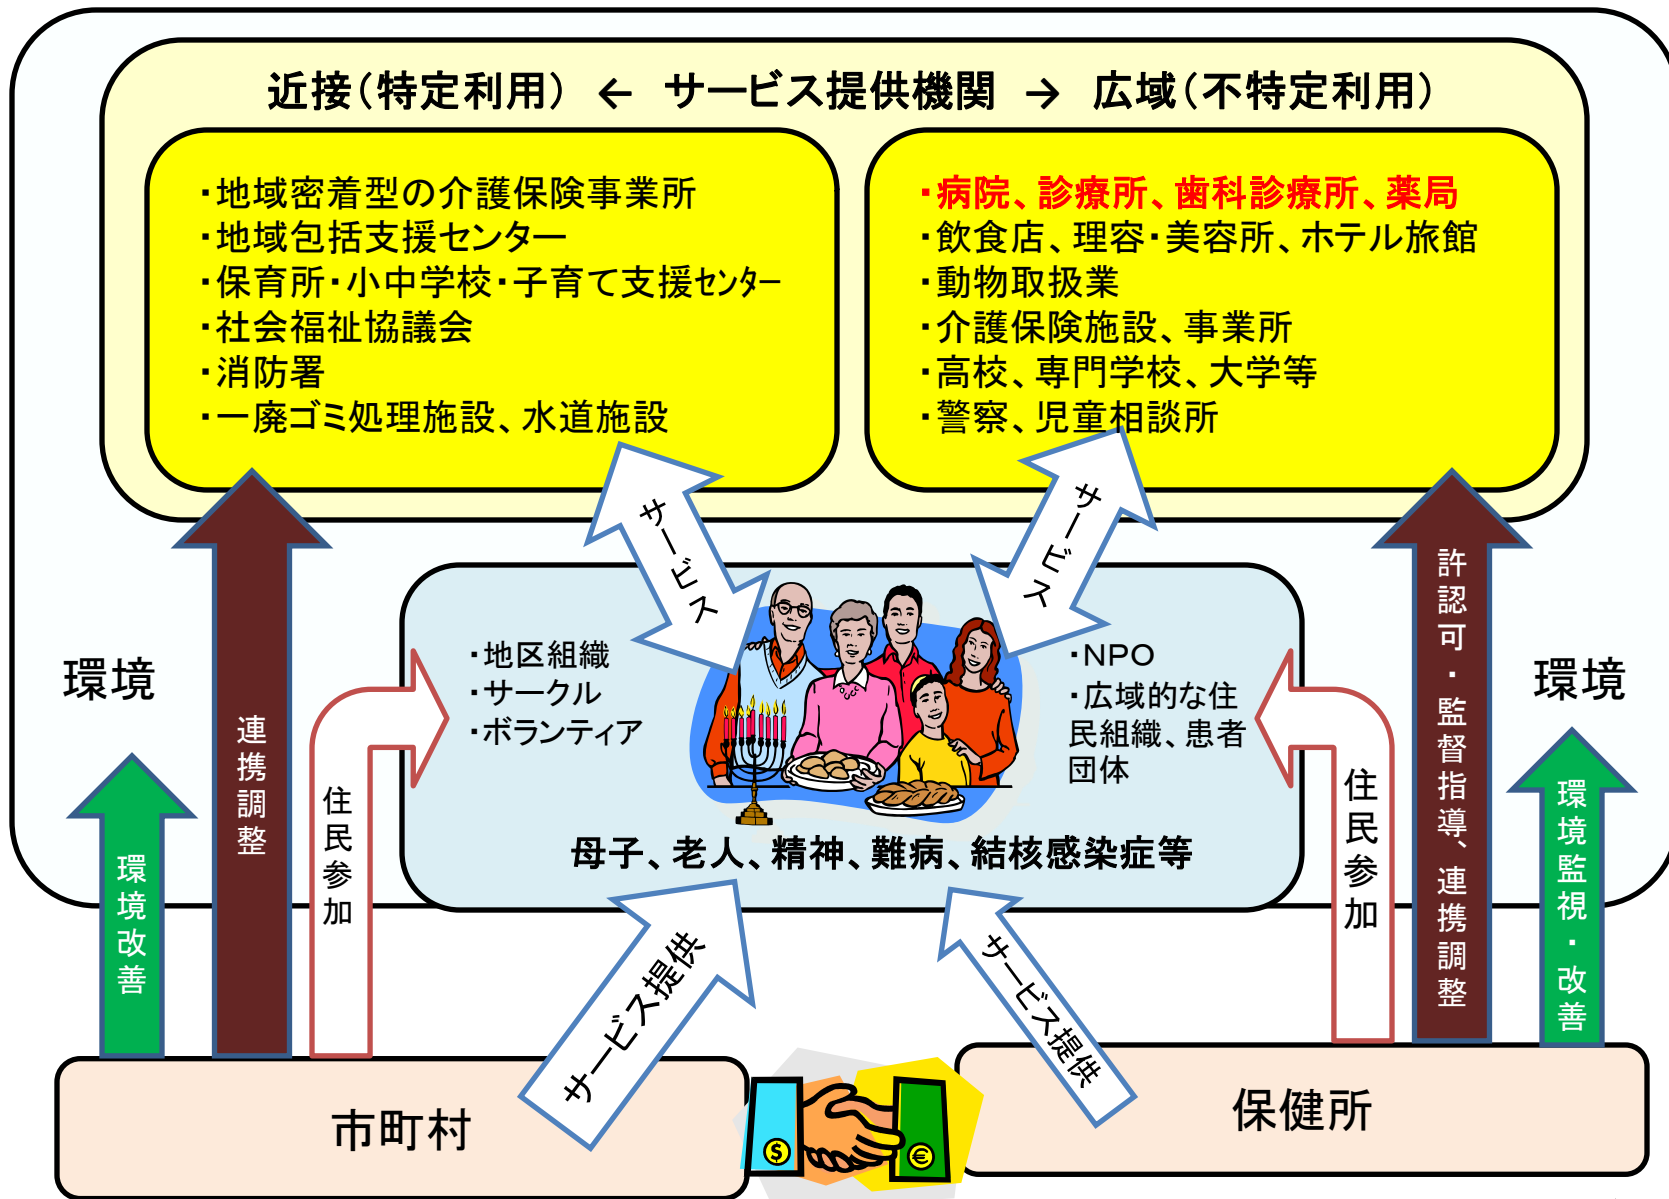 近接(特定利用) ← サービス提供機関 → 広域(不特定利用)
・地域密着型の介護保険事業所
・地域包括支援センター
・保育所・小中学校・子育て支援センター
・社会福祉協議会
・消防署
・一廃ゴミ処理施設、水道施設
・病院、診療所、歯科診療所、薬局
・飲食店、理容・美容所、ホテル旅館
・動物取扱業
・介護保険施設、事業所
・高校、専門学校、大学等
・警察、児童相談所
サービス
サービス
環境
環境
・地区組織
・サークル
・ボランティア
・NPO
・広域的な住
民組織、患者
団体
母子、老人、精神、難病、結核感染症等
環境改善
連携調整
住民参加
サービス提供
サービス提供
住民参加
許認可・監督指導、連携調整
環境監視・改善
市町村
$
€
保健所